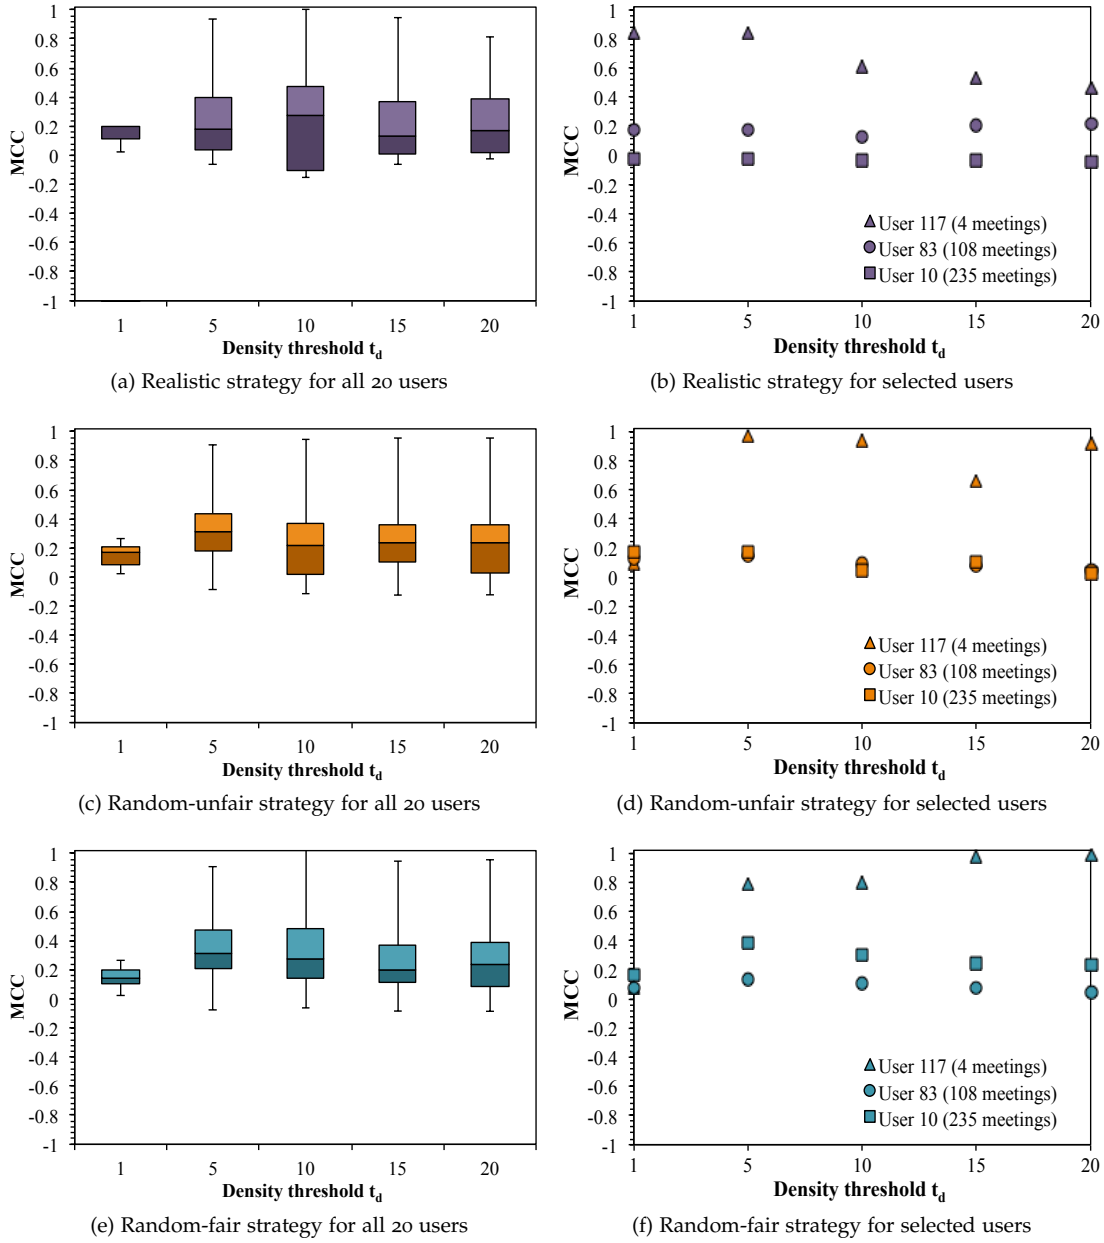 1
0.8
0.6
0.4
0.2
0
-0.2
-0.4
-0.6
-0.8
-1
MCC
1 5 10 15 20
Density threshold t_d
(a) Realistic strategy for all 20 users
1
0.8
0.6
0.4
0.2
0
-0.2
-0.4
-0.6
-0.8
-1
MCC
User 117 (4 meetings)
User 83 (108 meetings)
User 10 (235 meetings)
1 5 10 15 20
Density threshold t_d
(b) Realistic strategy for selected users
1
0.8
0.6
0.4
0.2
0
-0.2
-0.4
-0.6
-0.8
-1
MCC
1 5 10 15 20
Density threshold t_d
(c) Random-unfair strategy for all 20 users
1
0.8
0.6
0.4
0.2
0
-0.2
-0.4
-0.6
-0.8
-1
MCC
User 117 (4 meetings)
User 83 (108 meetings)
User 10 (235 meetings)
1 5 10 15 20
Density threshold t_d
(d) Random-unfair strategy for selected users
1
0.8
0.6
0.4
0.2
0
-0.2
-0.4
-0.6
-0.8
-1
MCC
1 5 10 15 20
Density threshold t_d
(e) Random-fair strategy for all 20 users
1
0.8
0.6
0.4
0.2
0
-0.2
-0.4
-0.6
-0.8
-1
MCC
User 117 (4 meetings)
User 83 (108 meetings)
User 10 (235 meetings)
1 5 10 15 20
Density threshold t_d
(f) Random-fair strategy for selected users